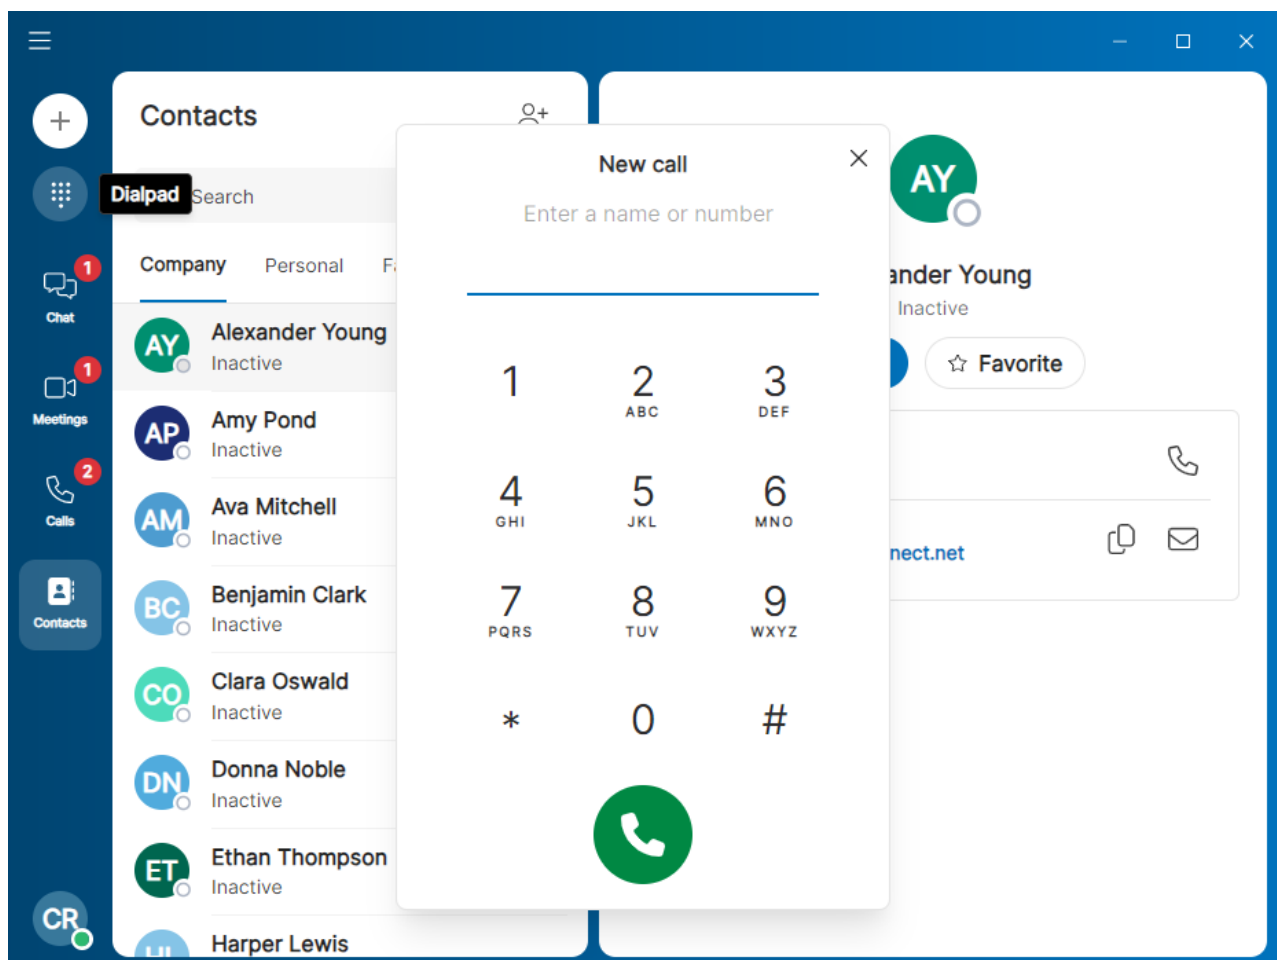 Contacts
Dialpad
Search
Company Personal
AY
Alexander Young
Inactive
AP
Amy Pond
Inactive
AM
Ava Mitchell
Inactive
BC
Benjamin Clark
Inactive
CO
Clara Oswald
Inactive
DN
Donna Noble
Inactive
ET
Ethan Thompson
Inactive
Harper Lewis
1
Chat
1
Meetings
2
Calls
Contacts
CR
New call
Enter a name or number
1 2 3
ABC DEF
4 5 6
GHI JKL MNO
7 8 9
PQRS TUV WXYZ
* 0 #
AY
ander Young
Inactive
Favorite
nect.net